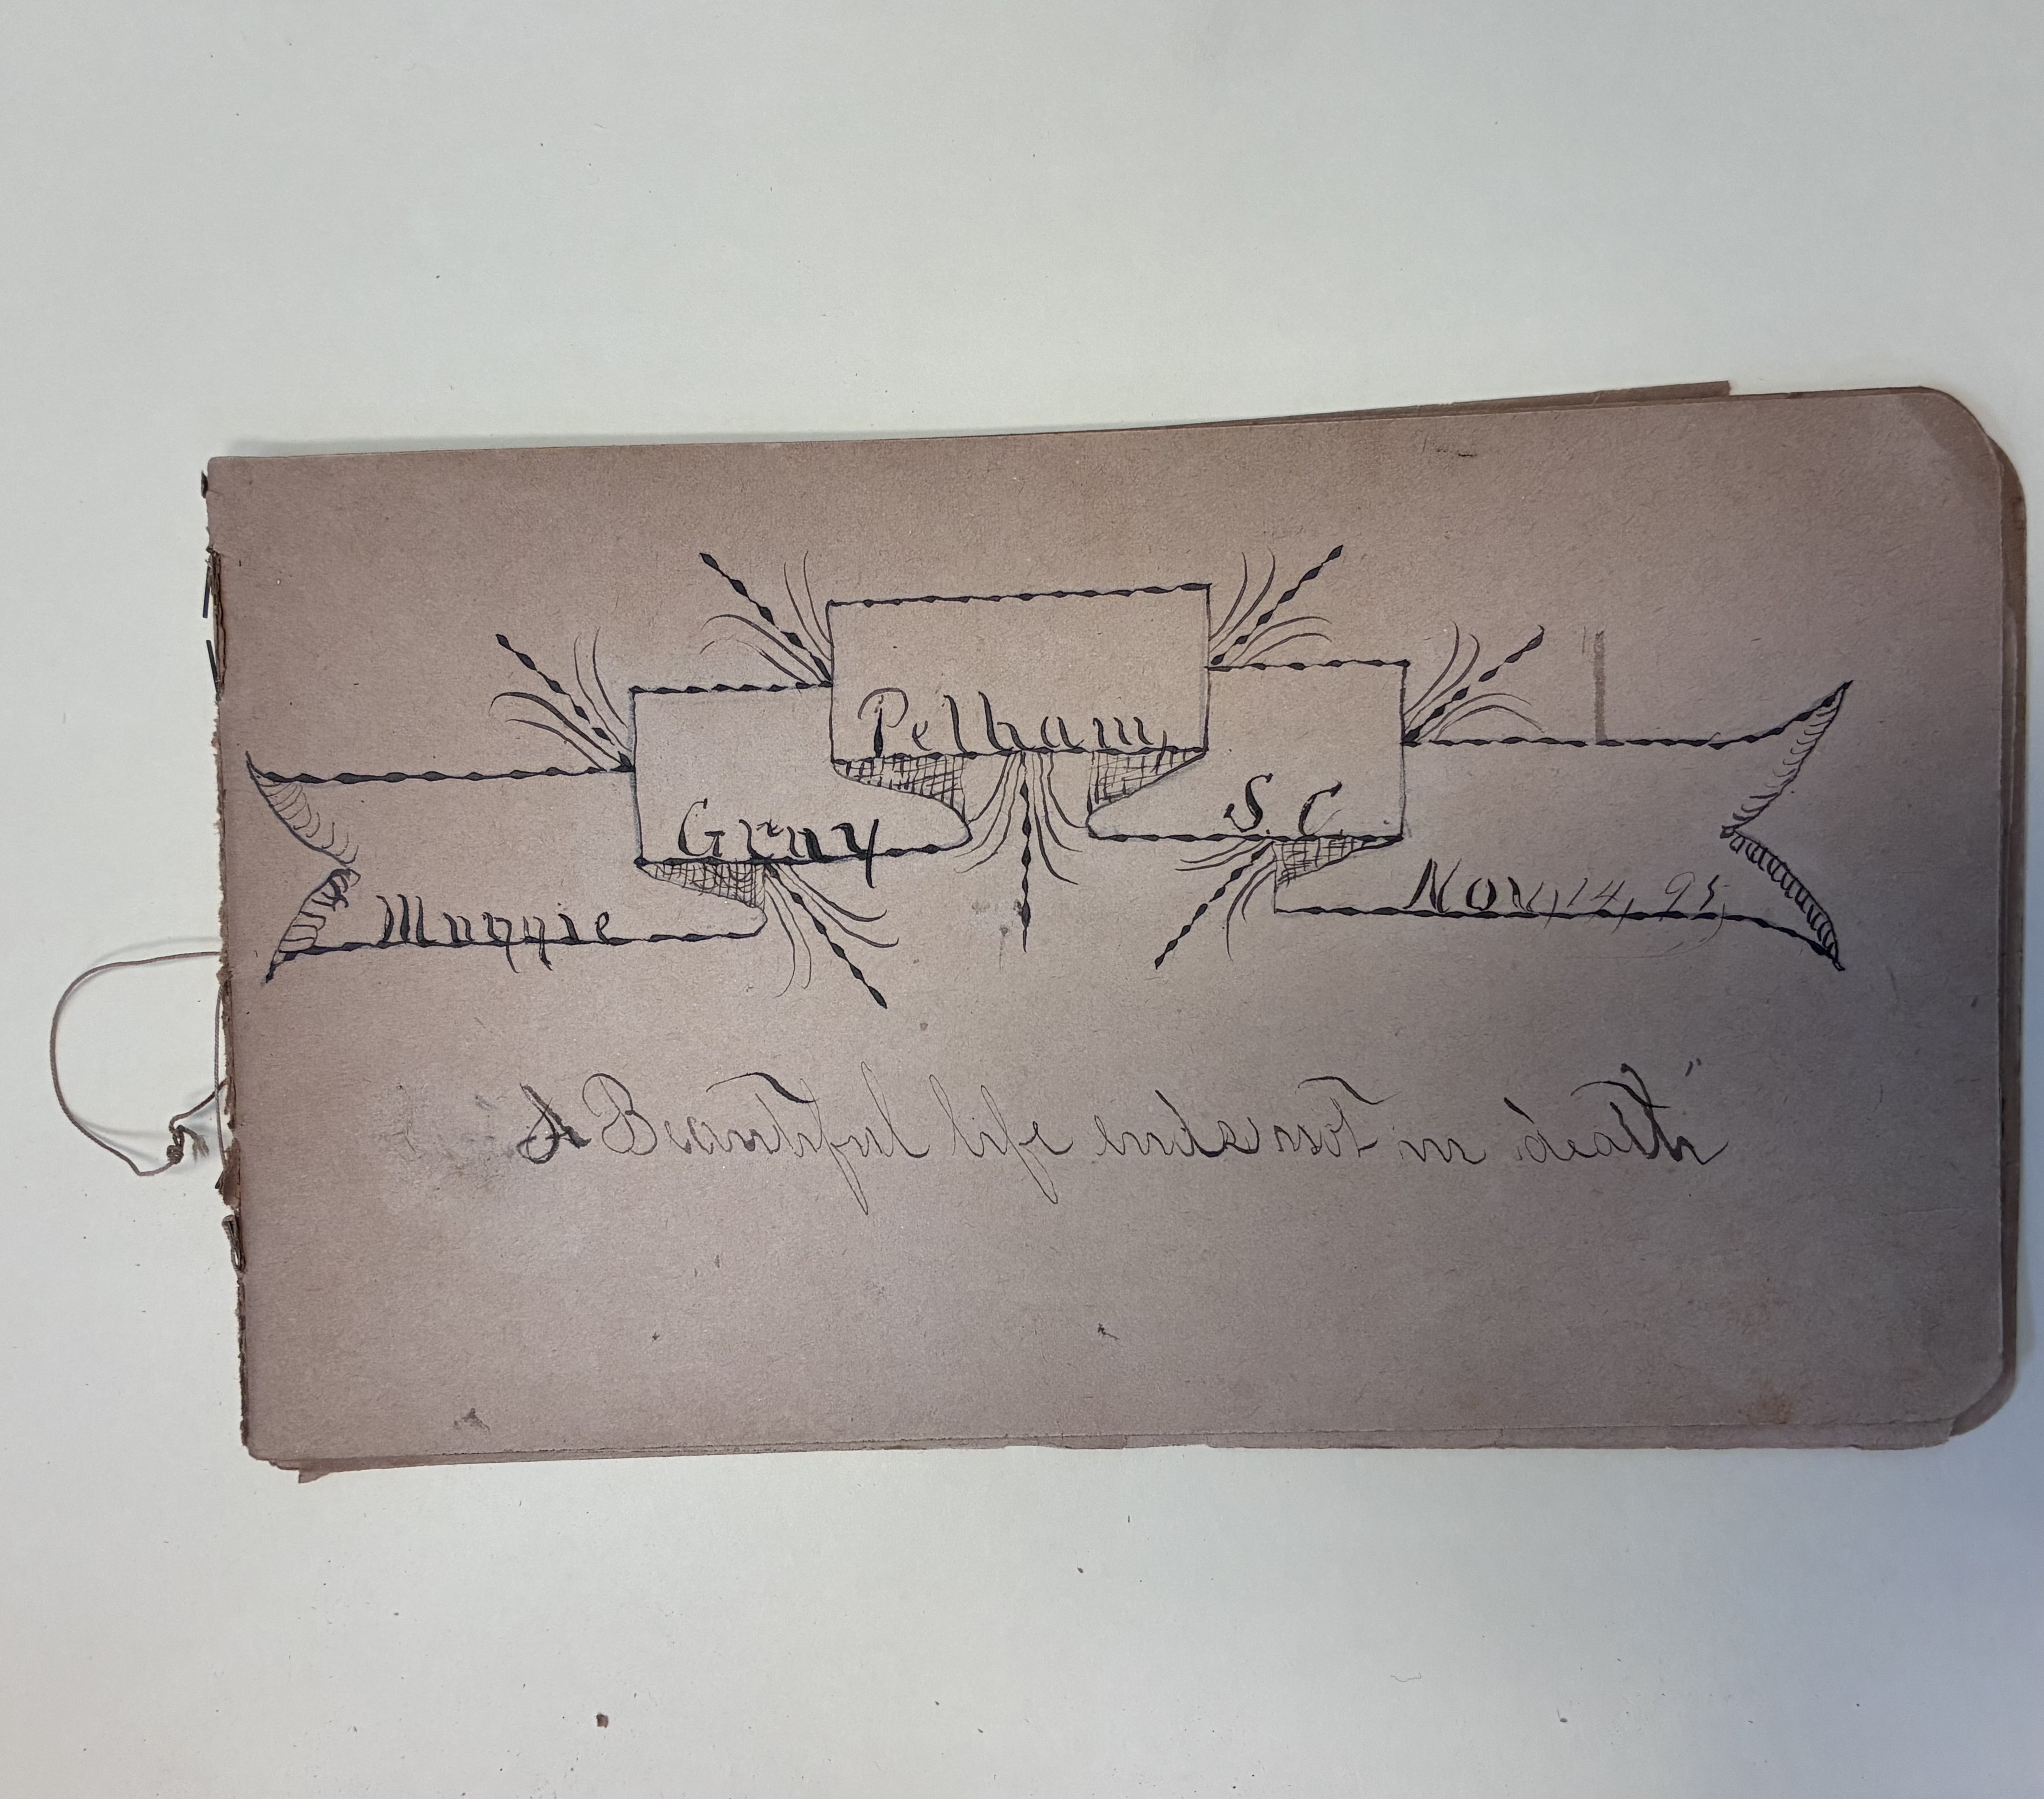 Maggie Gray Pelham, S.C. Nov, 14, 95,
A Beautiful life ends not in death"